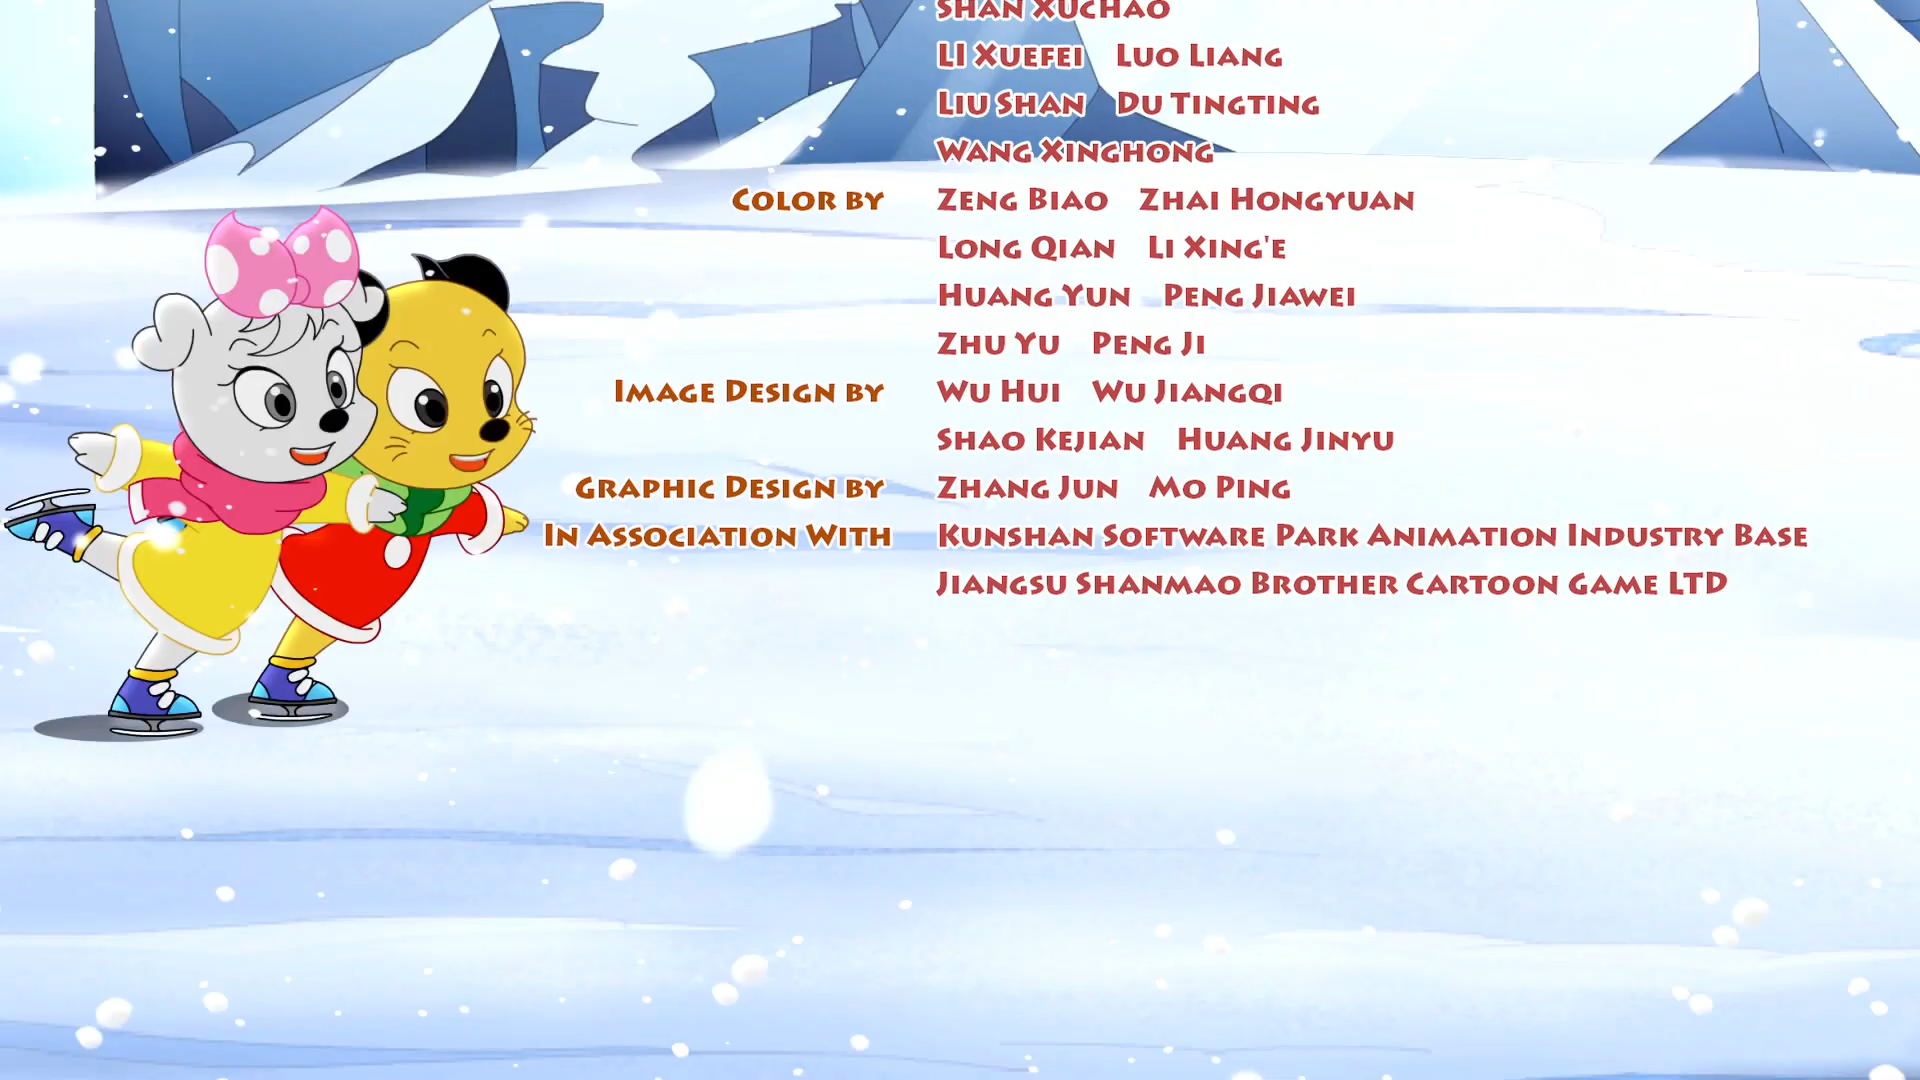 Shan Xuchao
Li Xuefei Luo Liang
Liu Shan Du Tingting
Wang Xinghong
Color by Zeng Biao Zhai Hongyuan
Long Qian Li Xing'e
Huang Yun Peng Jiawei
Zhu Yu Peng Ji
Image Design by Wu Hui Wu Jiangqi
Shao Kejian Huang Jinyu
Graphic Design by Zhang Jun Mo Ping
In Association With Kunshan Software Park Animation Industry Base
Jiangsu Shanmao Brother Cartoon Game LTD